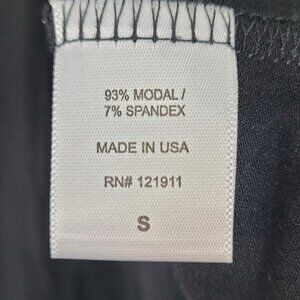 93% MODAL /
7% SPANDEX
MADE IN USA
RN# 121911
S